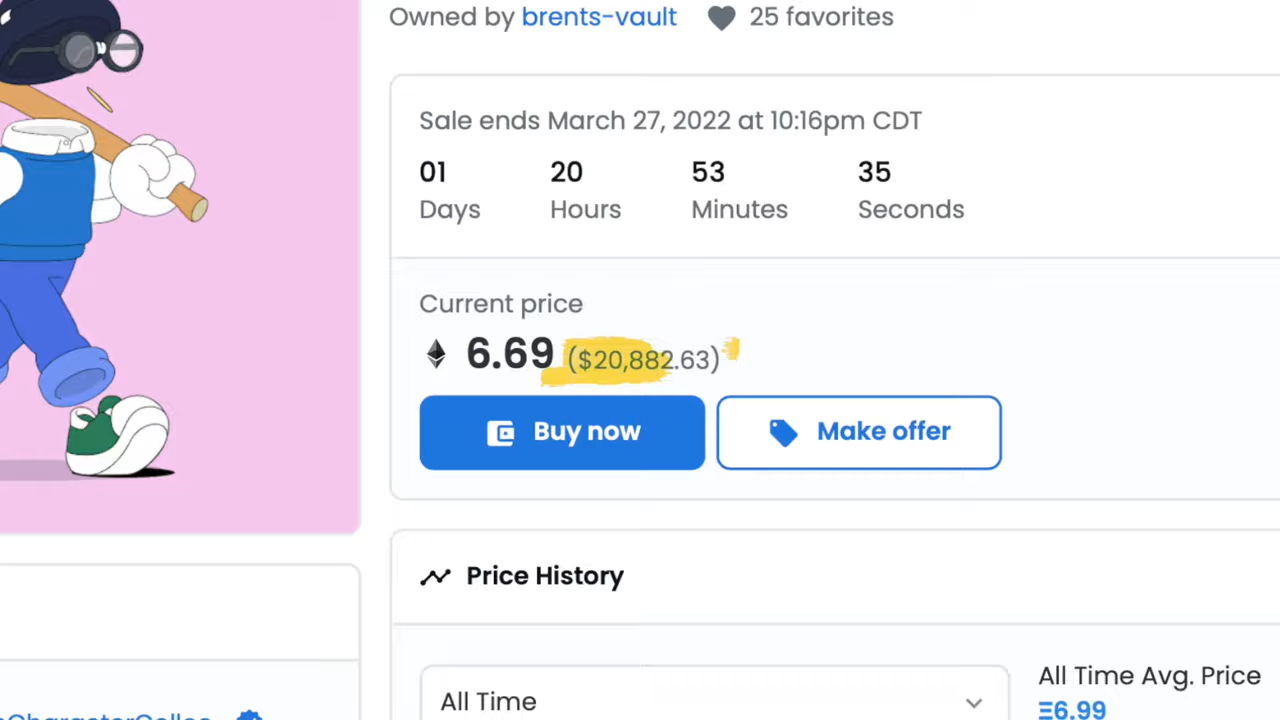 Owned by brents-vault 25 favorites
Sale ends March 27, 2022 at 10:16pm CDT
01 20 53 35
Days Hours Minutes Seconds
Current price
6.69 ($20,882.63)
Buy now Make offer
Price History
All Time Avg. Price
All Time
Ξ6.99